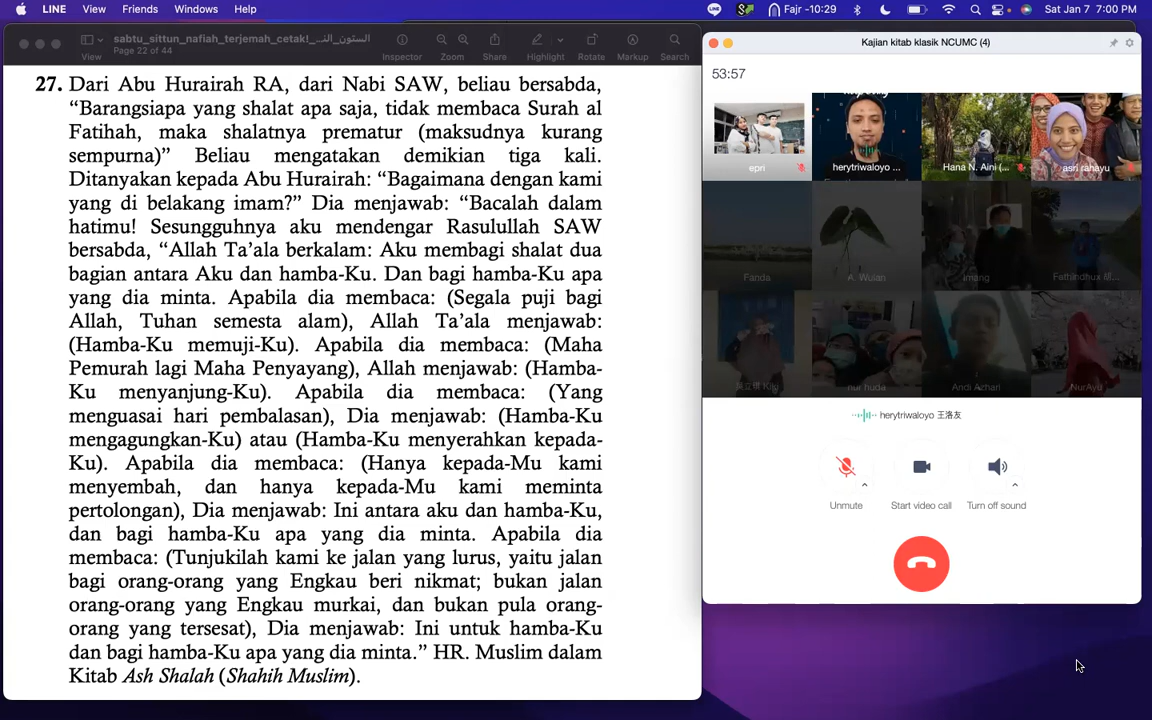 LINE View Friends Windows Help
Fajr -10:29 Sat Jan 7 7:00 PM
sabtu_sittun_nafiah_terjemah_cetak!_..._الستون_الن
Page 22 of 44
View Inspector Zoom Share Highlight Rotate Markup Search
27. Dari Abu Hurairah RA, dari Nabi SAW, beliau bersabda,
“Barangsiapa yang shalat apa saja, tidak membaca Surah al
Fatihah, maka shalatnya prematur (maksudnya kurang
sempurna)” Beliau mengatakan demikian tiga kali.
Ditanyakan kepada Abu Hurairah: “Bagaimana dengan kami
yang di belakang imam?” Dia menjawab: “Bacalah dalam
hatimu! Sesungguhnya aku mendengar Rasulullah SAW
bersabda, “Allah Ta’ala berkalam: Aku membagi shalat dua
bagian antara Aku dan hamba-Ku. Dan bagi hamba-Ku apa
yang dia minta. Apabila dia membaca: (Segala puji bagi
Allah, Tuhan semesta alam), Allah Ta’ala menjawab:
(Hamba-Ku memuji-Ku). Apabila dia membaca: (Maha
Pemurah lagi Maha Penyayang), Allah menjawab: (Hamba-
Ku menyanjung-Ku). Apabila dia membaca: (Yang
menguasai hari pembalasan), Dia menjawab: (Hamba-Ku
mengagungkan-Ku) atau (Hamba-Ku menyerahkan kepada-
Ku). Apabila dia membaca: (Hanya kepada-Mu kami
menyembah, dan hanya kepada-Mu kami meminta
pertolongan), Dia menjawab: Ini antara aku dan hamba-Ku,
dan bagi hamba-Ku apa yang dia minta. Apabila dia
membaca: (Tunjukilah kami ke jalan yang lurus, yaitu jalan
bagi orang-orang yang Engkau beri nikmat; bukan jalan
orang-orang yang Engkau murkai, dan bukan pula orang-
orang yang tersesat), Dia menjawab: Ini untuk hamba-Ku
dan bagi hamba-Ku apa yang dia minta.” HR. Muslim dalam
Kitab Ash Shalah (Shahih Muslim).
Kajian kitab klasik NCUMC (4)
53:57
epri herytriwaloyo ... Hana N. Aini (... asri rahayu
Fanda A. Wulan imang Fathlindhux
nur huda Andi Azhari NurAyu
herytriwaloyo 王洛友
Unmute Start video call Turn off sound